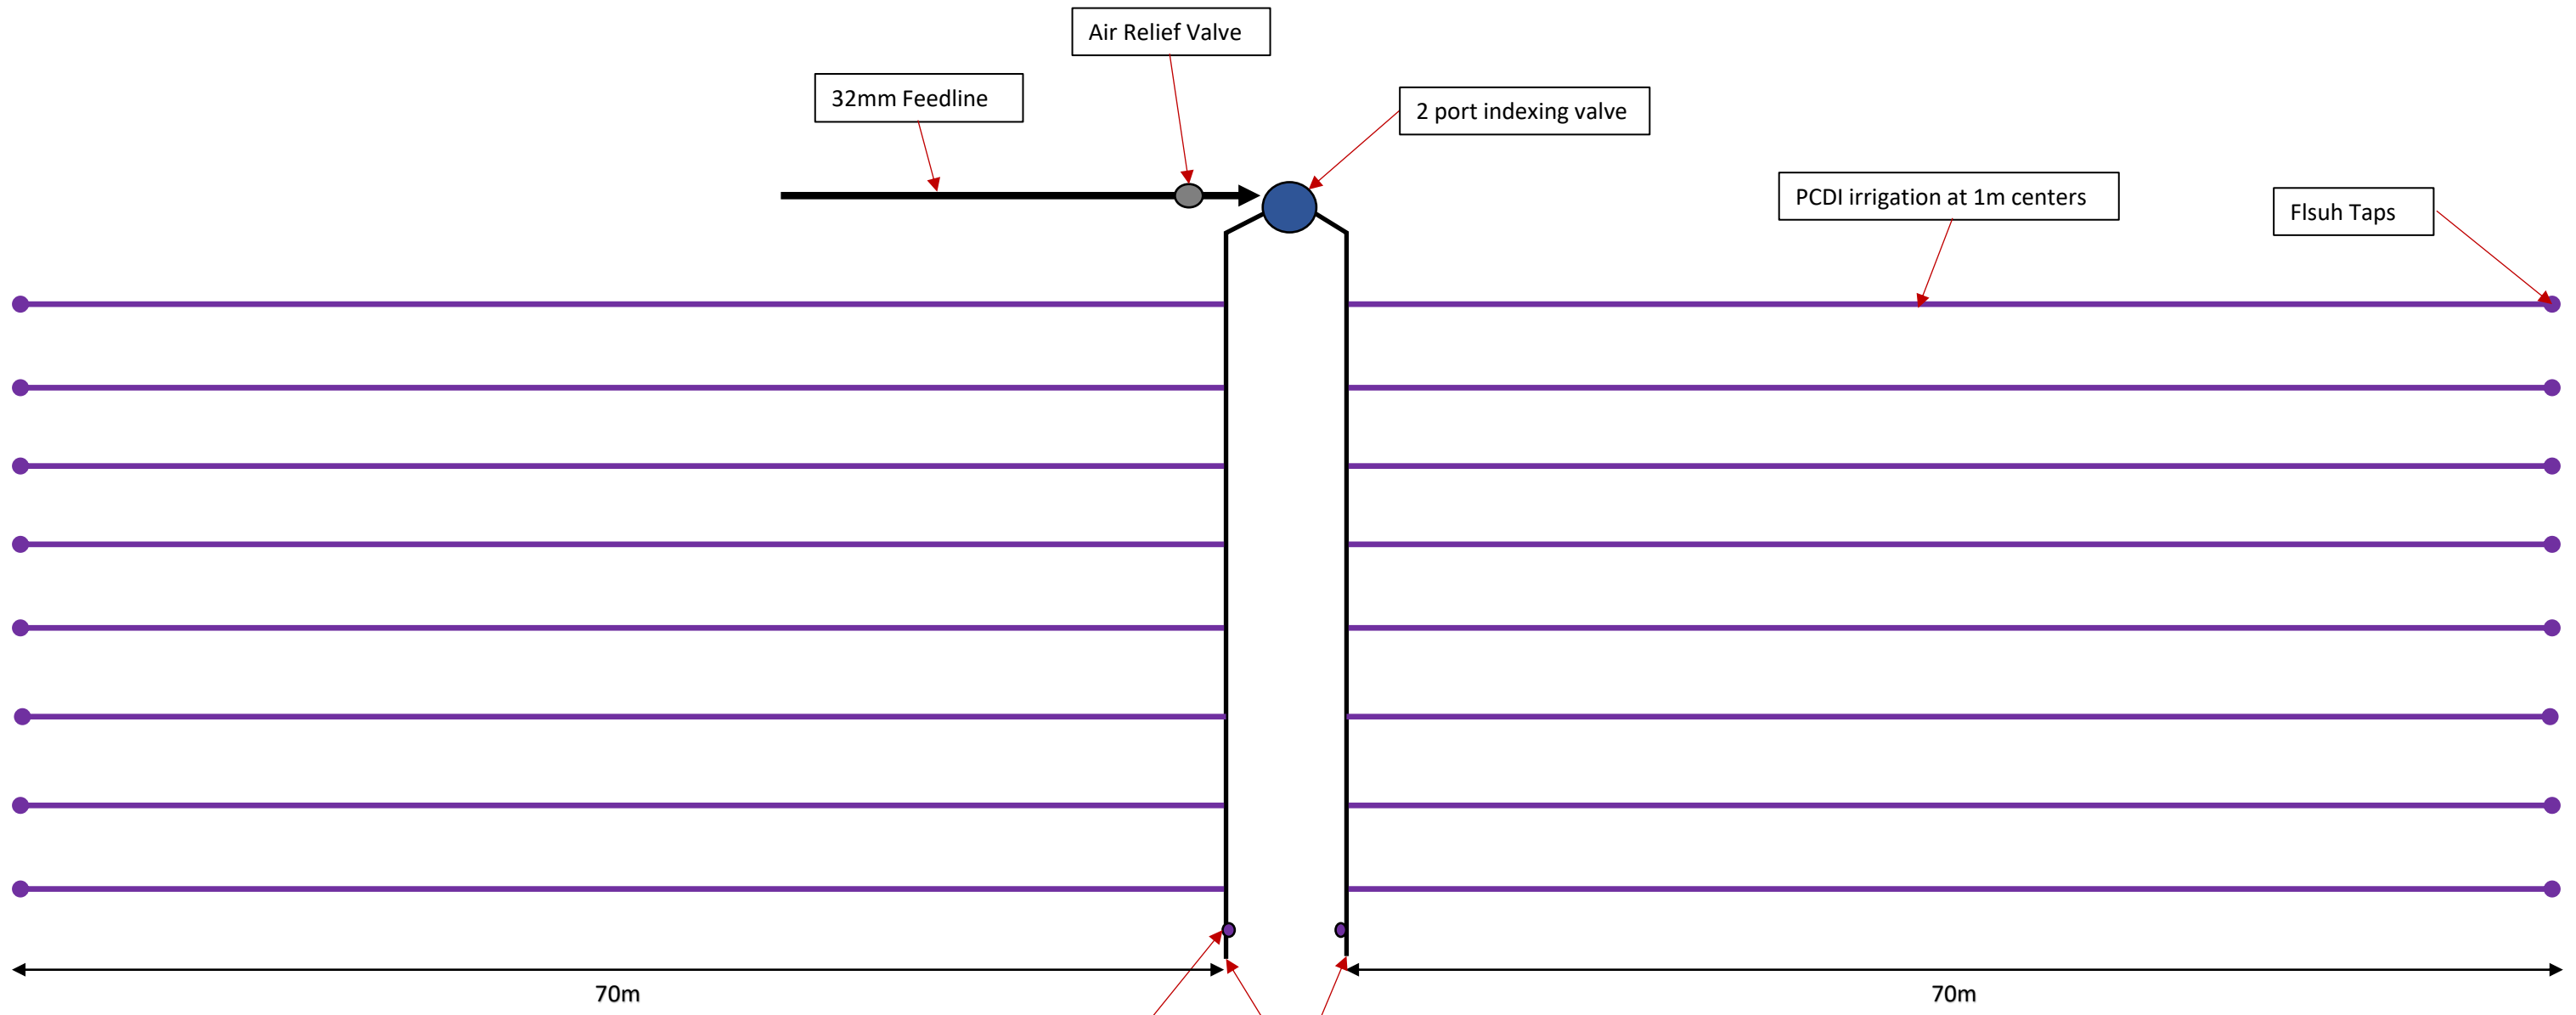 Air Relief Valve
32mm Feedline
2 port indexing valve
PCDI irrigation at 1m centers
Flsuh Taps
70m
70m